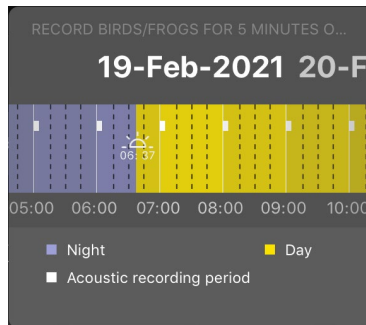 RECORD BIRDS/FROGS FOR 5 MINUTES O...
19-Feb-2021 20-F
06:37
05:00 06:00 07:00 08:00 09:00 10:00
Night Day
Acoustic recording period